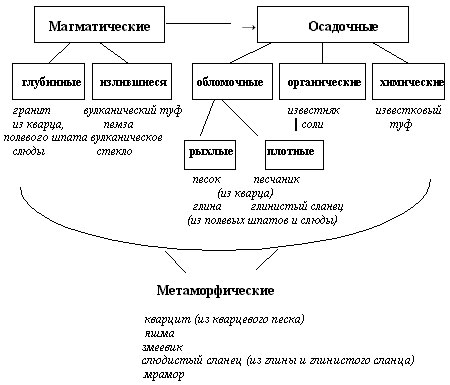 Магматические
Осадочные
глубинные
излившиеся
обломочные
органические
химические
гранит
из кварца,
полевого шпата
слюды
вулканический туф
пемза
вулканическое
стекло
известняк
соли
известковый
туф
рыхлые
плотные
песок
песчаник
(из кварца)
глина
глинистый сланец
(из полевых шпатов и слюды)
Метаморфические
кварцит (из кварцевого песка)
яшма
змеевик
слюдистый сланец (из глины и глинистого сланца)
мрамор